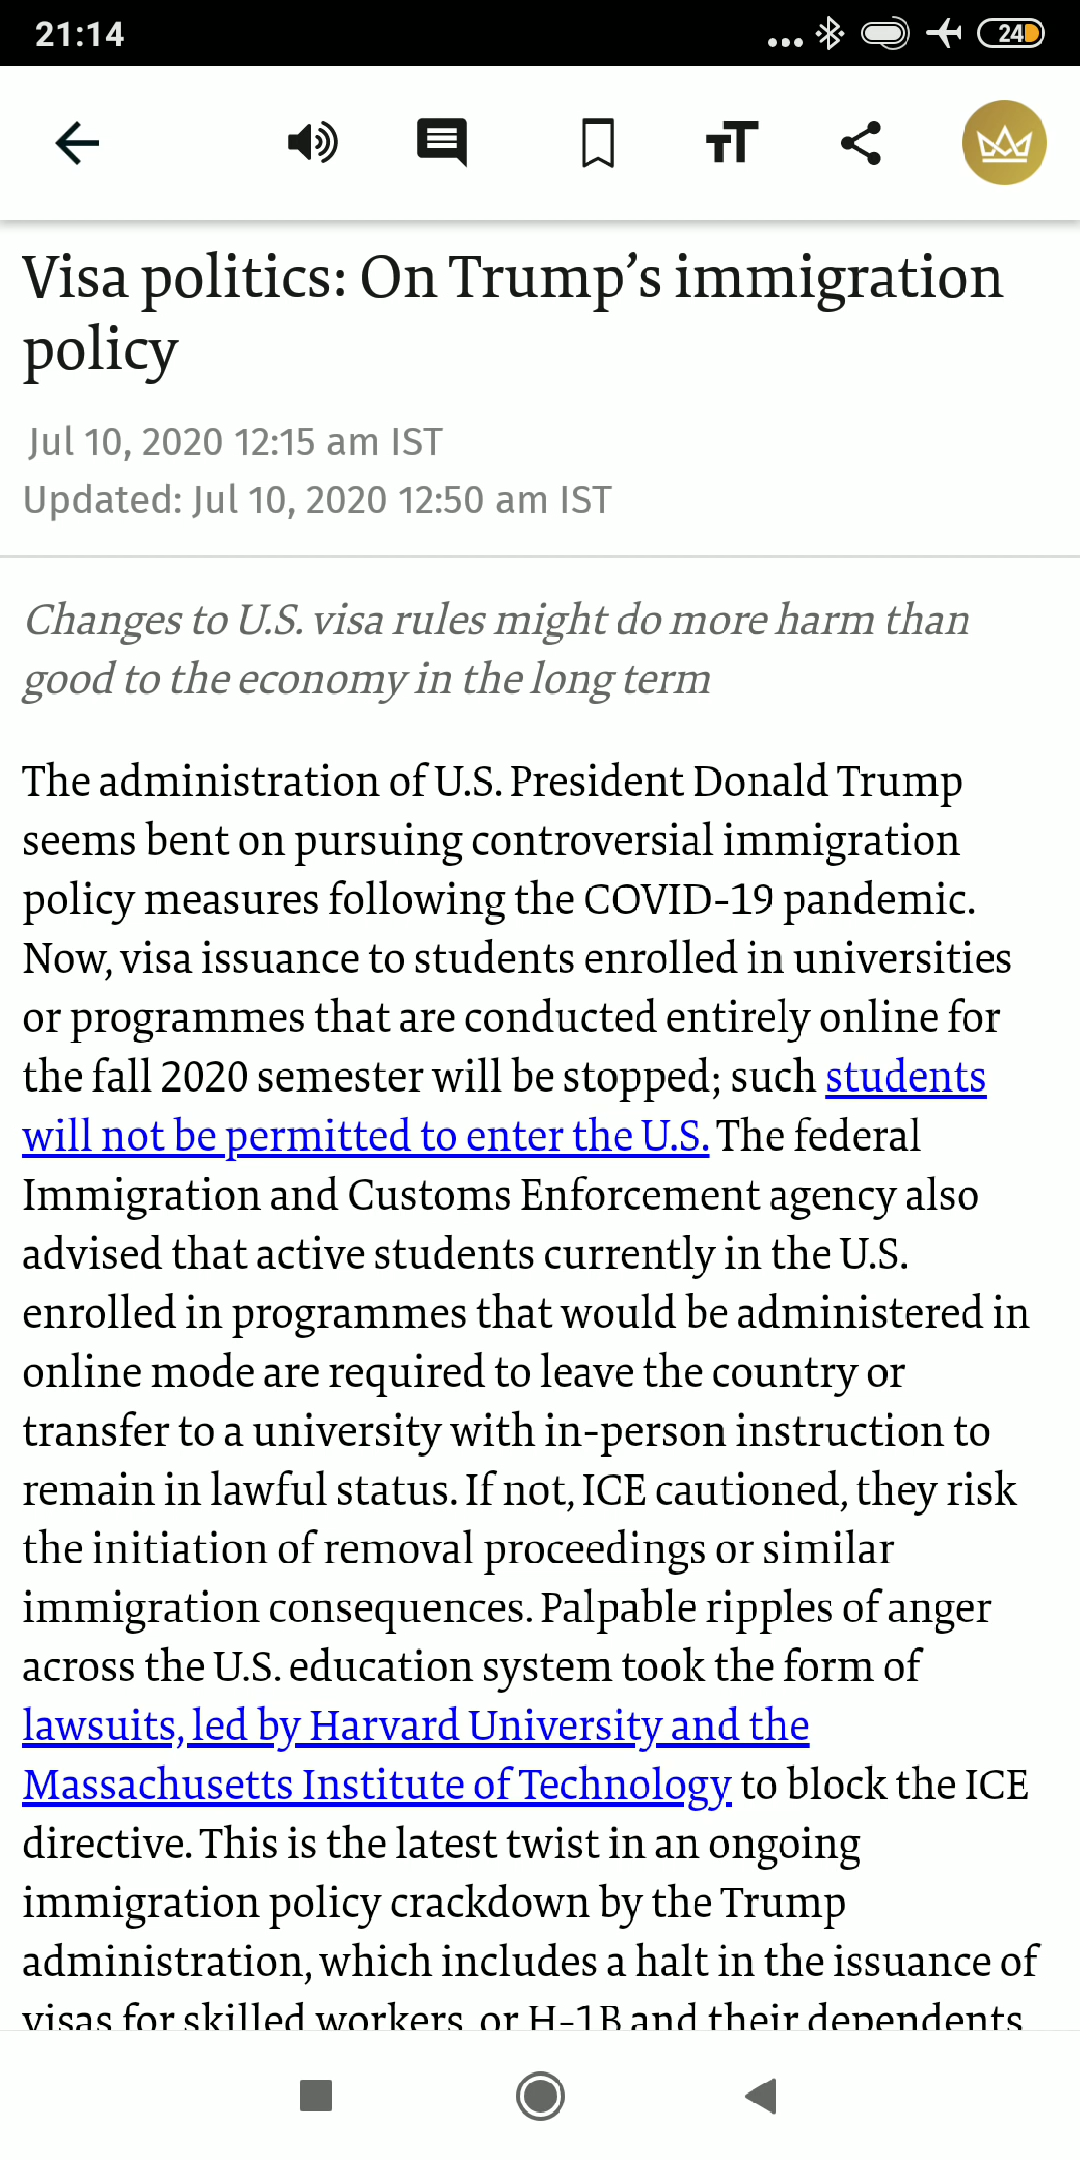 21:14
24
Visa politics: On Trump’s immigration
policy
Jul 10, 2020 12:15 am IST
Updated: Jul 10, 2020 12:50 am IST
Changes to U.S. visa rules might do more harm than
good to the economy in the long term
The administration of U.S. President Donald Trump
seems bent on pursuing controversial immigration
policy measures following the COVID-19 pandemic.
Now, visa issuance to students enrolled in universities
or programmes that are conducted entirely online for
the fall 2020 semester will be stopped; such students
will not be permitted to enter the U.S. The federal
Immigration and Customs Enforcement agency also
advised that active students currently in the U.S.
enrolled in programmes that would be administered in
online mode are required to leave the country or
transfer to a university with in-person instruction to
remain in lawful status. If not, ICE cautioned, they risk
the initiation of removal proceedings or similar
immigration consequences. Palpable ripples of anger
across the U.S. education system took the form of
lawsuits, led by Harvard University and the
Massachusetts Institute of Technology to block the ICE
directive. This is the latest twist in an ongoing
immigration policy crackdown by the Trump
administration, which includes a halt in the issuance of
visas for skilled workers, or H-1B and their dependents